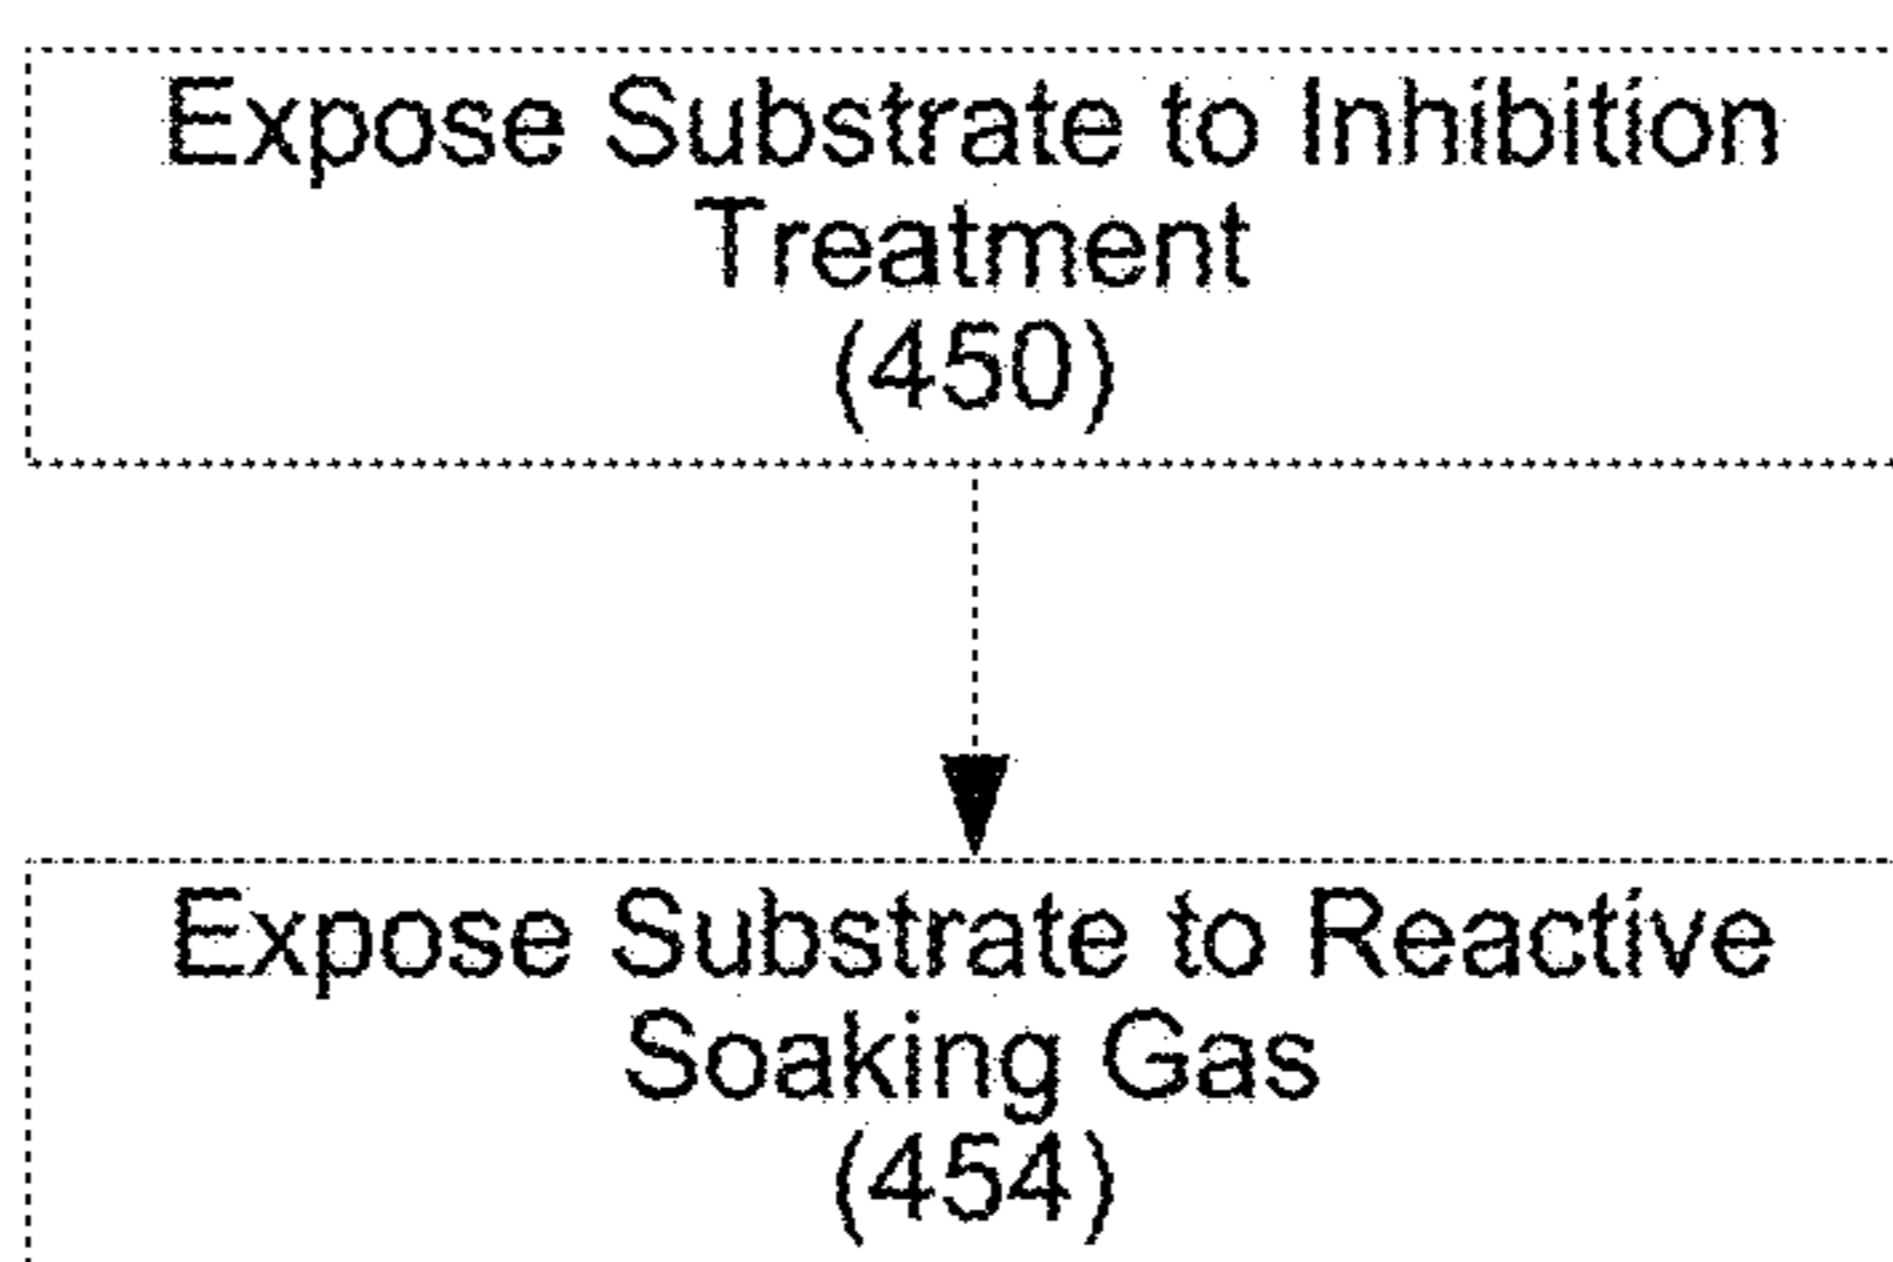 Expose Substrate to Inhibition
Treatment
(450)
Expose Substrate to Reactive
Soaking Gas
(454)